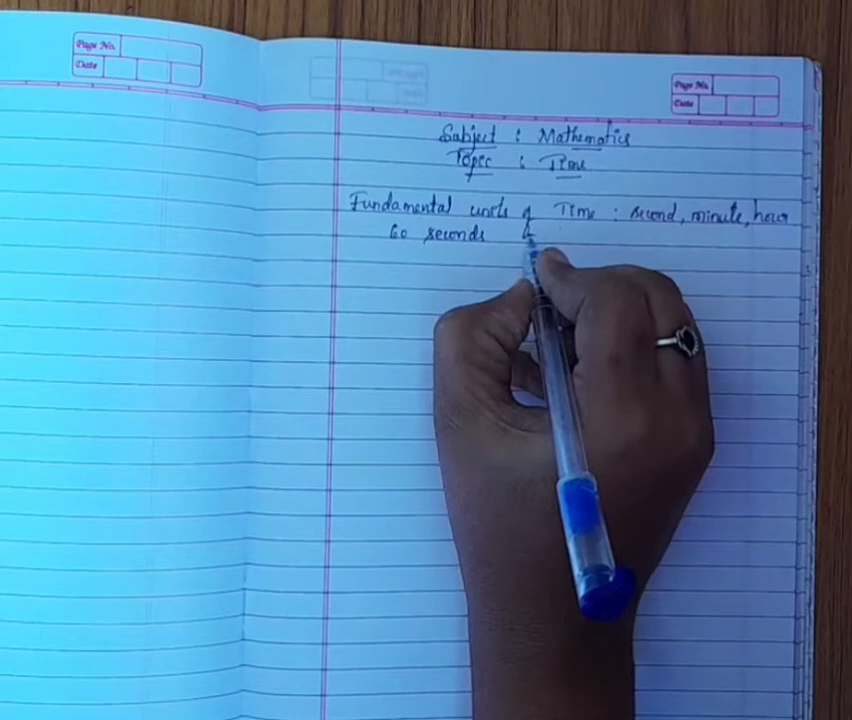 Page No.
Date
Page No.
Date
Subject : Mathematics
Topic : Time
Fundamental units of Time : second, minute, hour
60 seconds